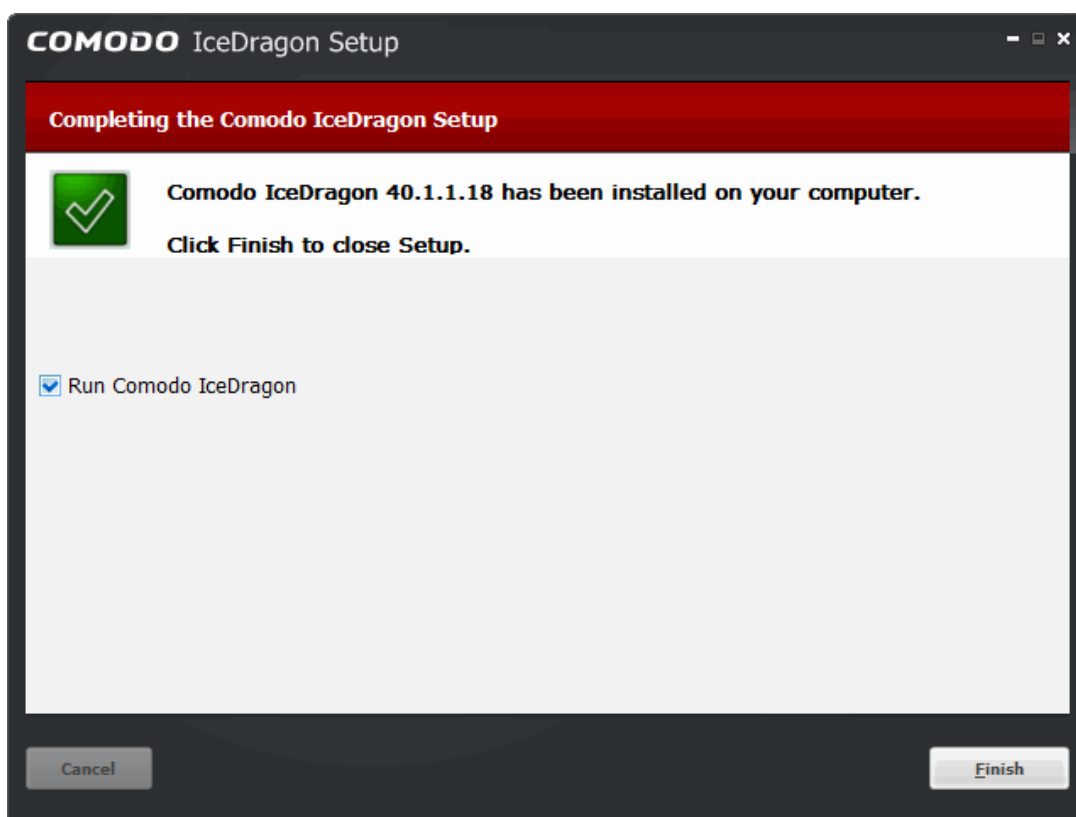 COMODO IceDragon Setup
Completing the Comodo IceDragon Setup
Comodo IceDragon 40.1.1.18 has been installed on your computer.
Click Finish to close Setup.
Run Comodo IceDragon
Cancel
Finish